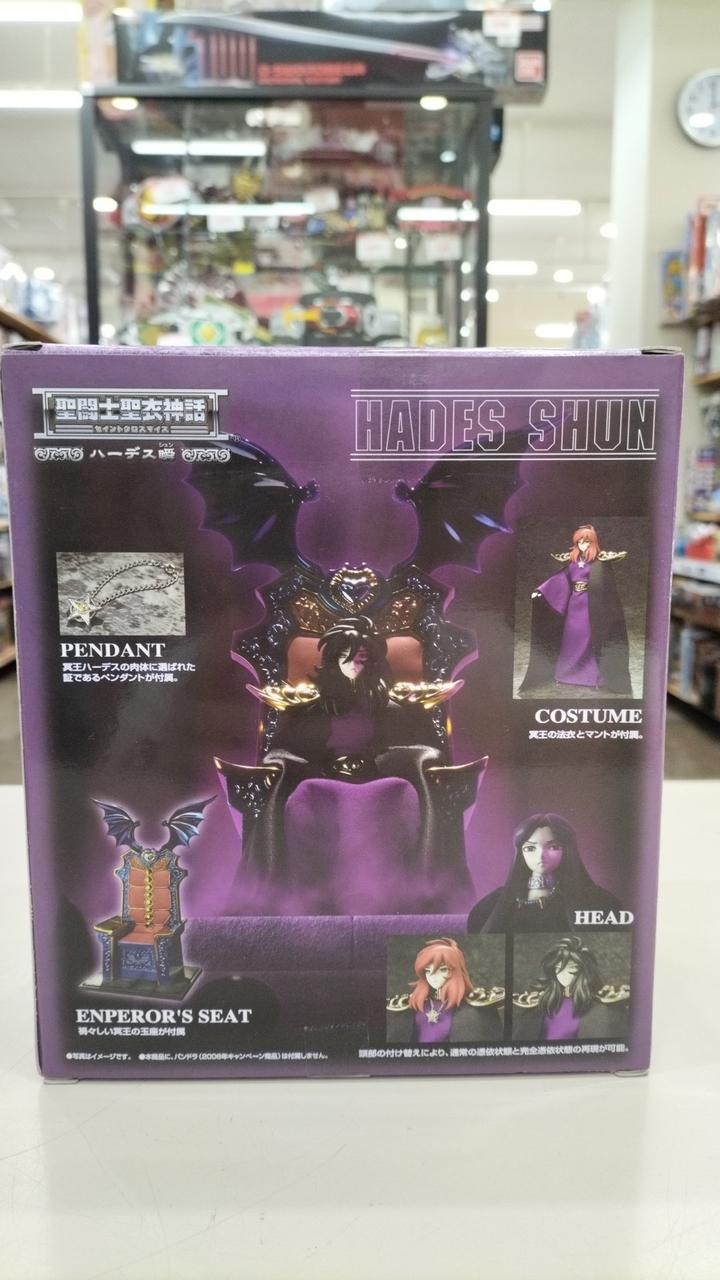 聖闘士聖衣神話
セイントクロスマイス
シュン
ハーデス瞬
HADES SHUN
PENDANT
冥王ハーデスの肉体に選ばれた
証であるペンダントが付属。
COSTUME
冥王の法衣とマントが付属。
HEAD
ENPEROR'S SEAT
禍々しい冥王の玉座が付属
●写真はイメージです。 ●本商品に、パンドラ(2006年キャンペーン商品)は付属しません。
頭部の付け替えにより、通常の憑依状態と完全憑依状態の再現が可能。